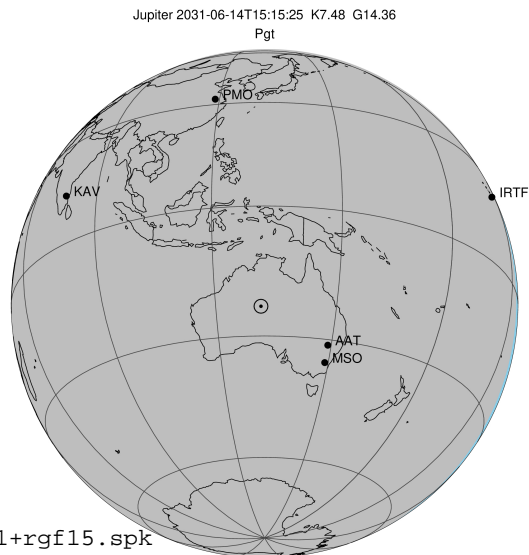 Jupiter 2031-06-14T15:15:25 K7.48 G14.36
Pgt
PMO
KAV
IRTF
AAT
MSO
+rgf15.spk